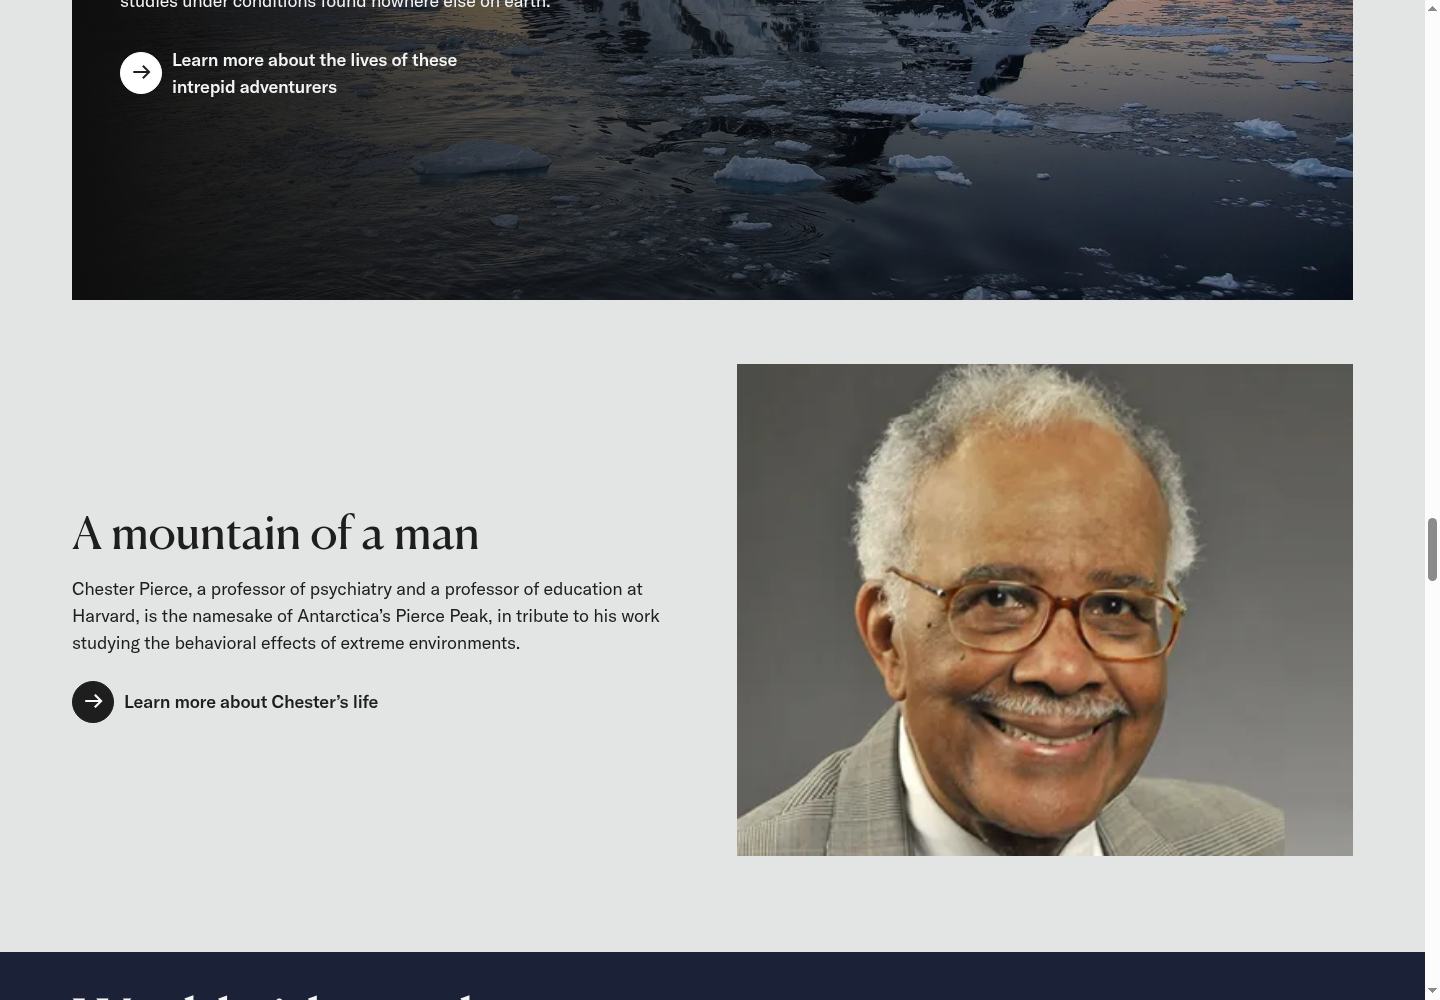 studies under conditions found nowhere else on earth.
Learn more about the lives of these
intrepid adventurers
A mountain of a man
Chester Pierce, a professor of psychiatry and a professor of education at
Harvard, is the namesake of Antarctica’s Pierce Peak, in tribute to his work
studying the behavioral effects of extreme environments.
Learn more about Chester’s life